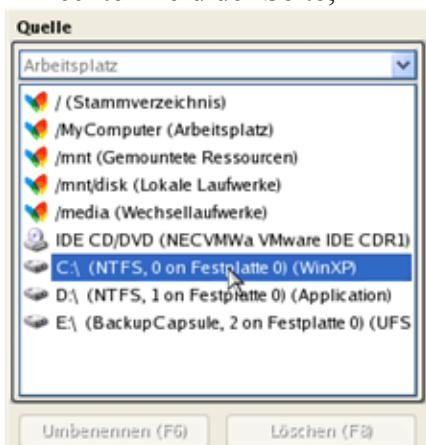 Quelle
Arbeitsplatz
/ (Stammverzeichnis)
/MyComputer (Arbeitsplatz)
/mnt (Gemountete Ressourcen)
/mnt/disk (Lokale Laufwerke)
/media (Wechsellaufwerke)
IDE CD/DVD (NECVMWa VMware IDE CDR1)
C:\ (NTFS, 0 on Festplatte 0) (WinXP)
D:\ (NTFS, 1 on Festplatte 0) (Application)
E:\ (BackupCapsule, 2 on Festplatte 0) (UFS
Umbenennen (F6) Löschen (F8)